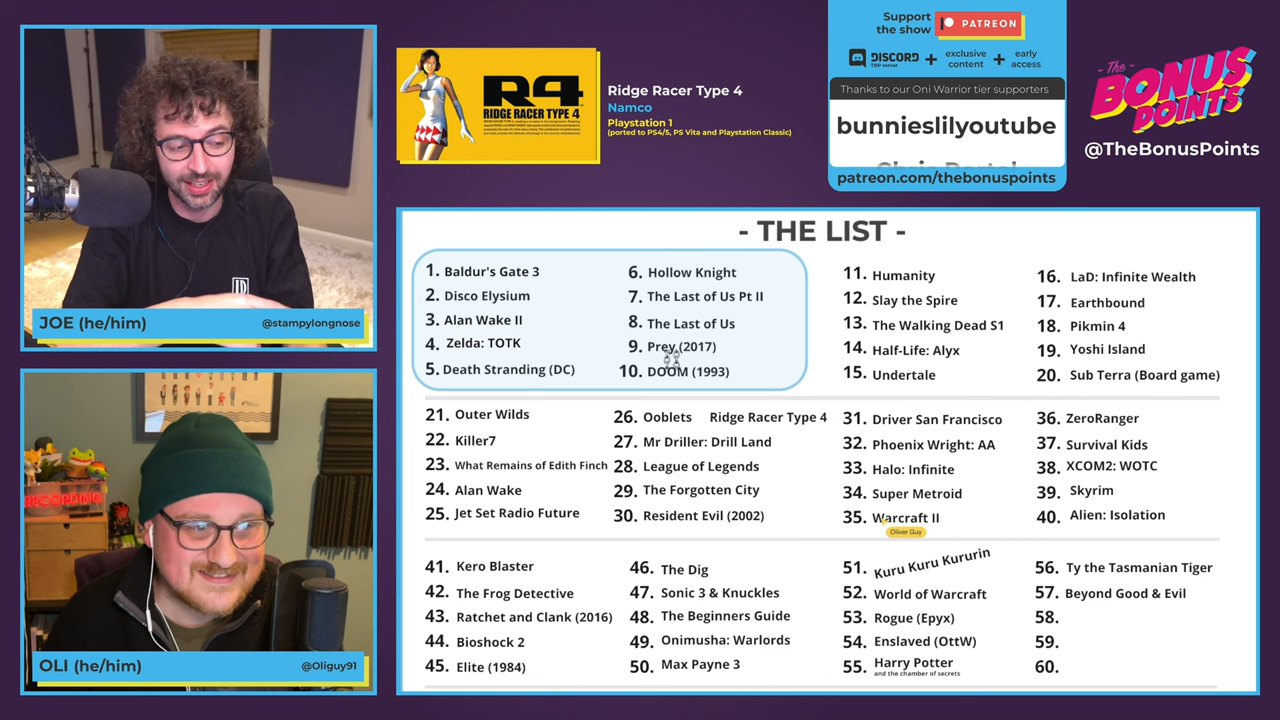 JOE (he/him)
@stampylongnose
RECORDING
OLI (he/him)
@Oliguy91
R4
RIDGE RACER TYPE 4
Ridge Racer Type 4
Namco
Playstation 1
(ported to PS4/5, PS Vita and Playstation Classic)
Support
the show
PATREON
DISCORD
TOP server
+
exclusive
content
+
early
access
Thanks to our Oni Warrior tier supporters
bunnieslilyoutube
patreon.com/thebonuspoints
- The -
BONUS
POINTS
@TheBonusPoints
- THE LIST -
1. Baldur's Gate 3
2. Disco Elysium
3. Alan Wake II
4. Zelda: TOTK
5. Death Stranding (DC)
6. Hollow Knight
7. The Last of Us Pt II
8. The Last of Us
9. Prey (2017)
10. DOOM (1993)
11. Humanity
12. Slay the Spire
13. The Walking Dead S1
14. Half-Life: Alyx
15. Undertale
16. LaD: Infinite Wealth
17. Earthbound
18. Pikmin 4
19. Yoshi Island
20. Sub Terra (Board game)
21. Outer Wilds
22. Killer7
23. What Remains of Edith Finch
24. Alan Wake
25. Jet Set Radio Future
26. Ooblets Ridge Racer Type 4
27. Mr Driller: Drill Land
28. League of Legends
29. The Forgotten City
30. Resident Evil (2002)
31. Driver San Francisco
32. Phoenix Wright: AA
33. Halo: Infinite
34. Super Metroid
35. Warcraft II
Oliver Guy
36. ZeroRanger
37. Survival Kids
38. XCOM2: WOTC
39. Skyrim
40. Alien: Isolation
41. Kero Blaster
42. The Frog Detective
43. Ratchet and Clank (2016)
44. Bioshock 2
45. Elite (1984)
46. The Dig
47. Sonic 3 & Knuckles
48. The Beginners Guide
49. Onimusha: Warlords
50. Max Payne 3
51. Kuru Kuru Kururin
52. World of Warcraft
53. Rogue (Epyx)
54. Enslaved (OttW)
55. Harry Potter
and the chamber of secrets
56. Ty the Tasmanian Tiger
57. Beyond Good & Evil
58.
59.
60.